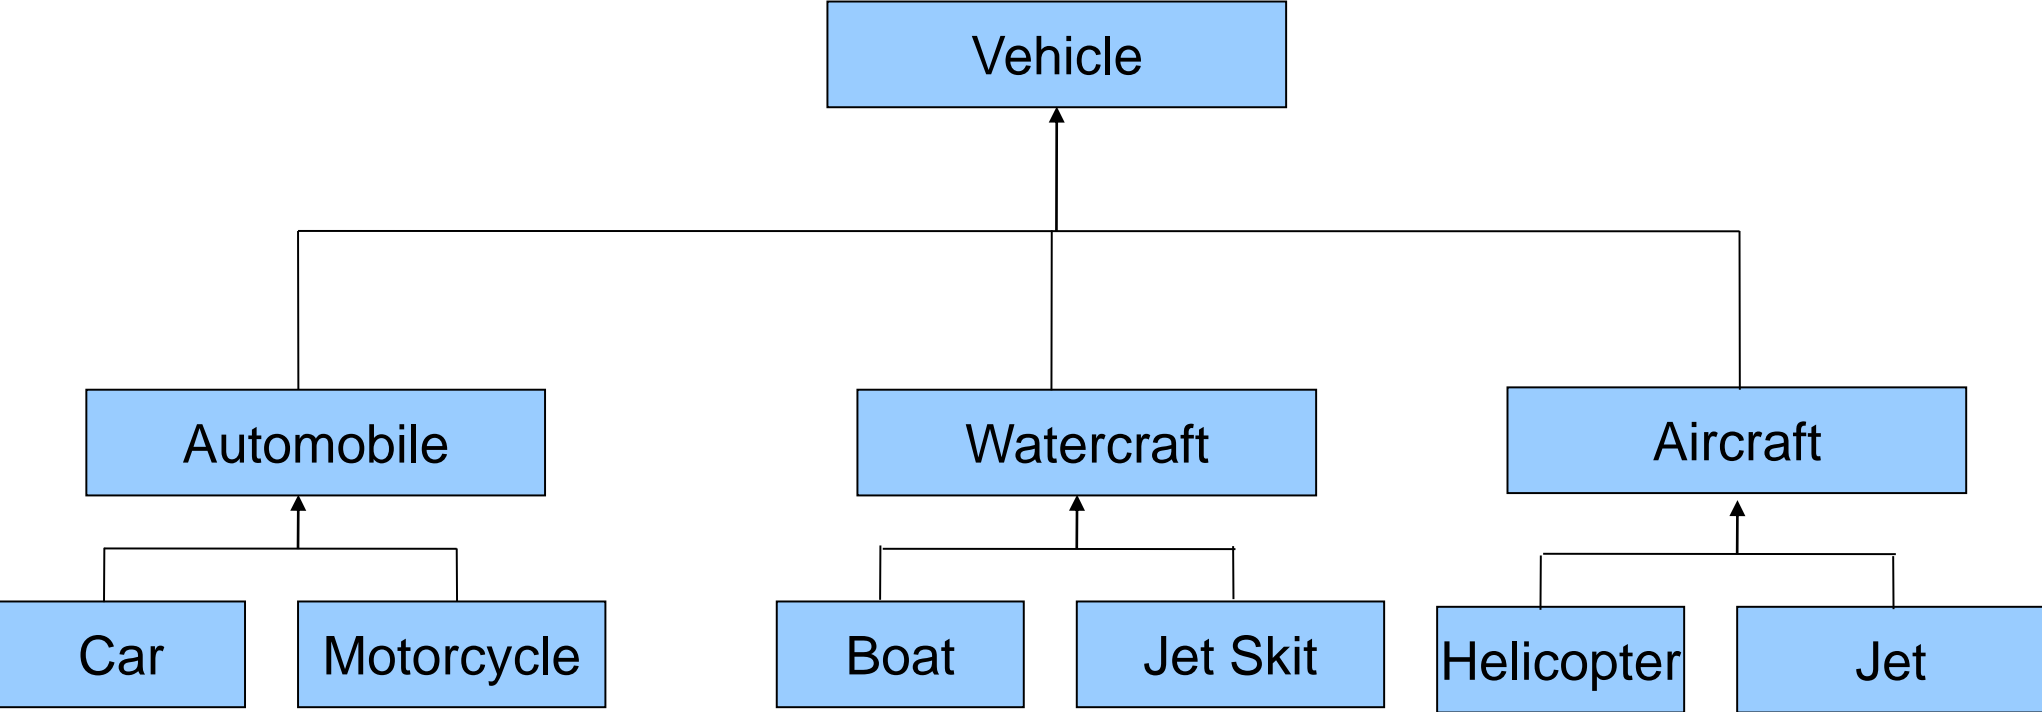 Vehicle
Automobile
Watercraft
Aircraft
Car
Motorcycle
Boat
Jet Skit
Helicopter
Jet